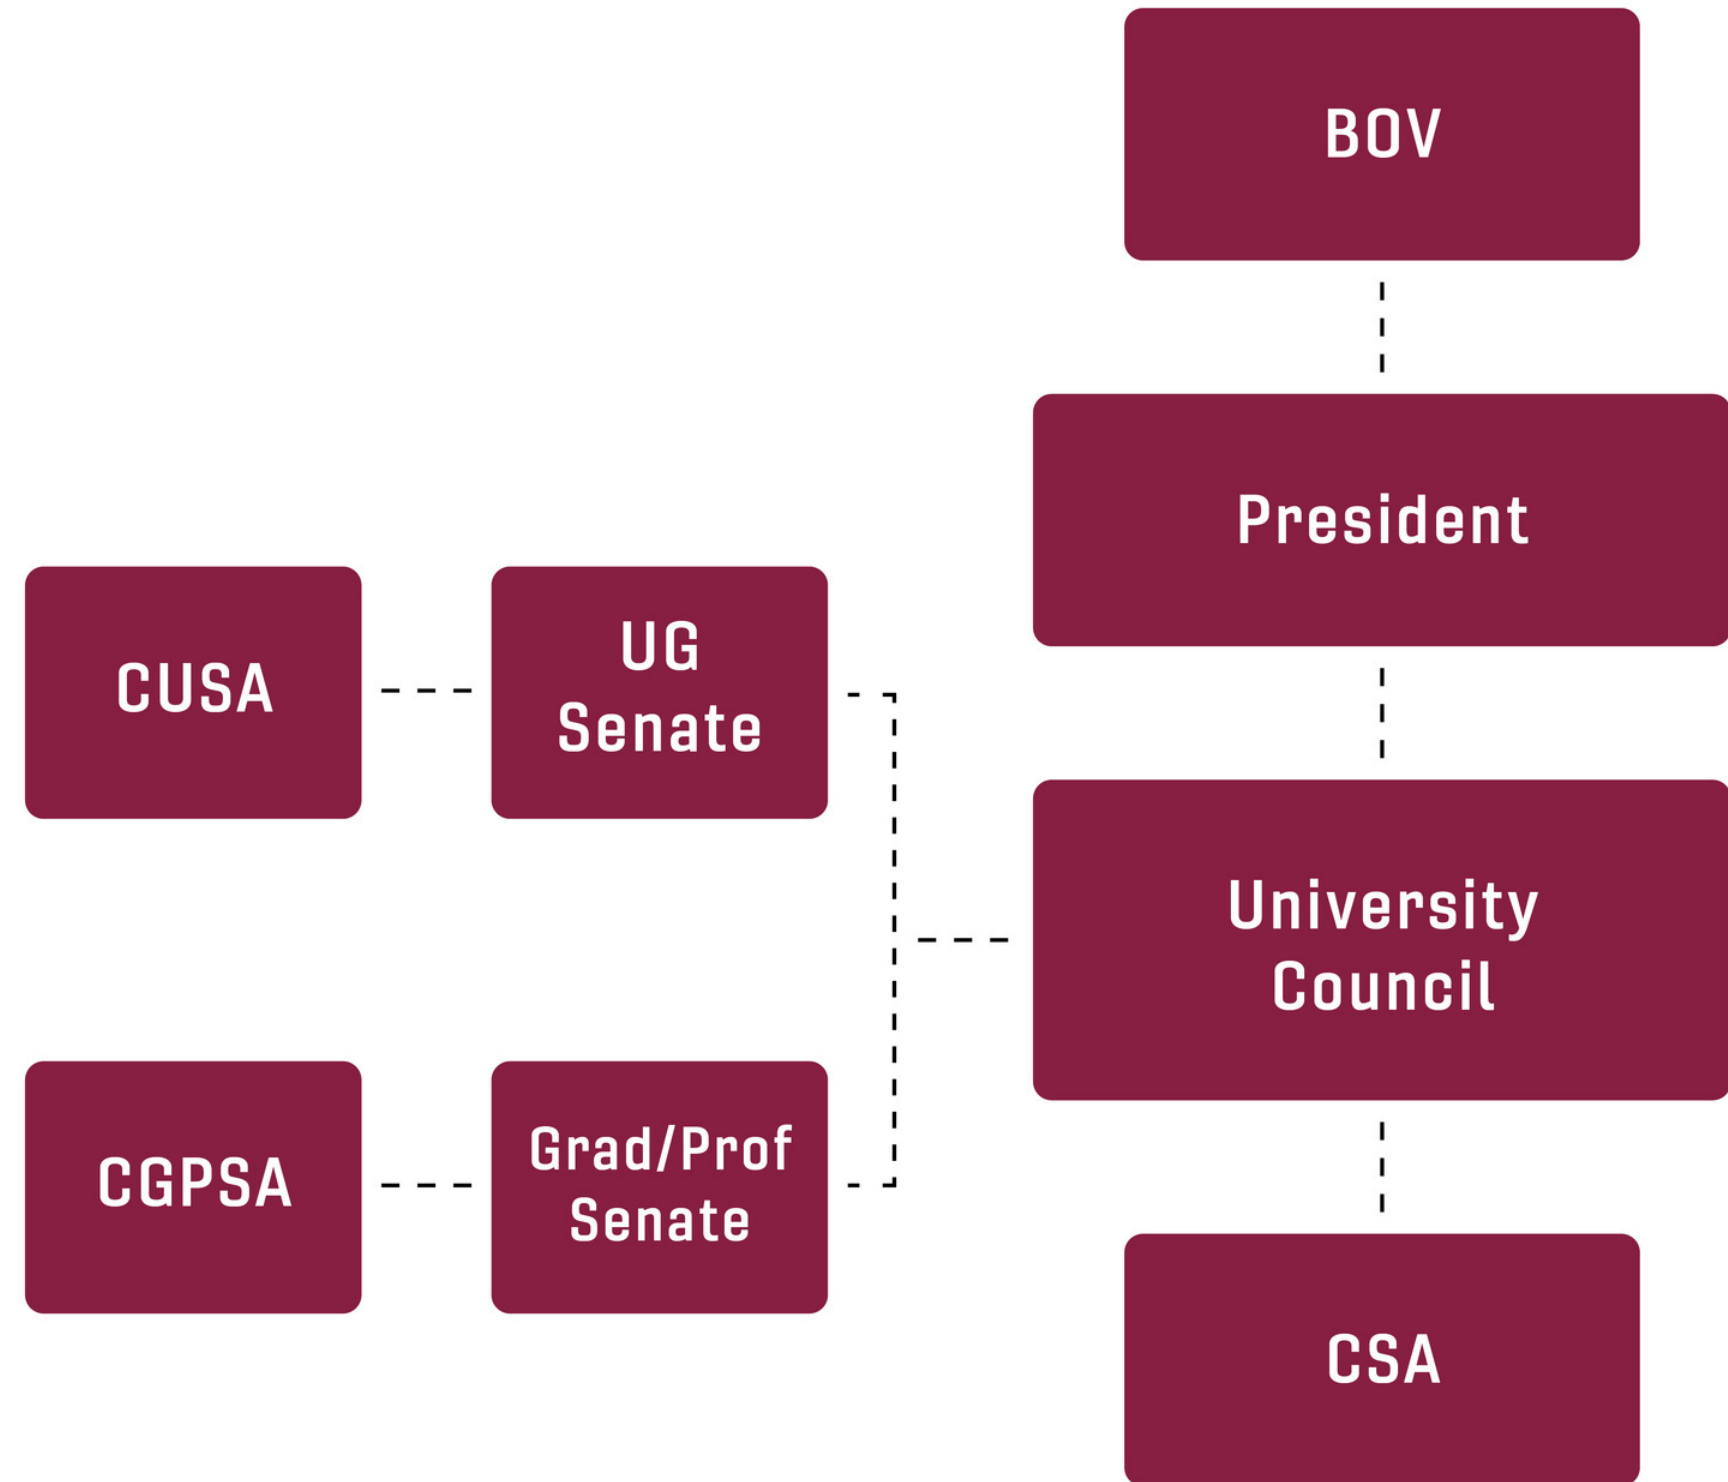 BOV
President
CUSA
UG
Senate
University
Council
CGPSA
Grad/Prof
Senate
CSA